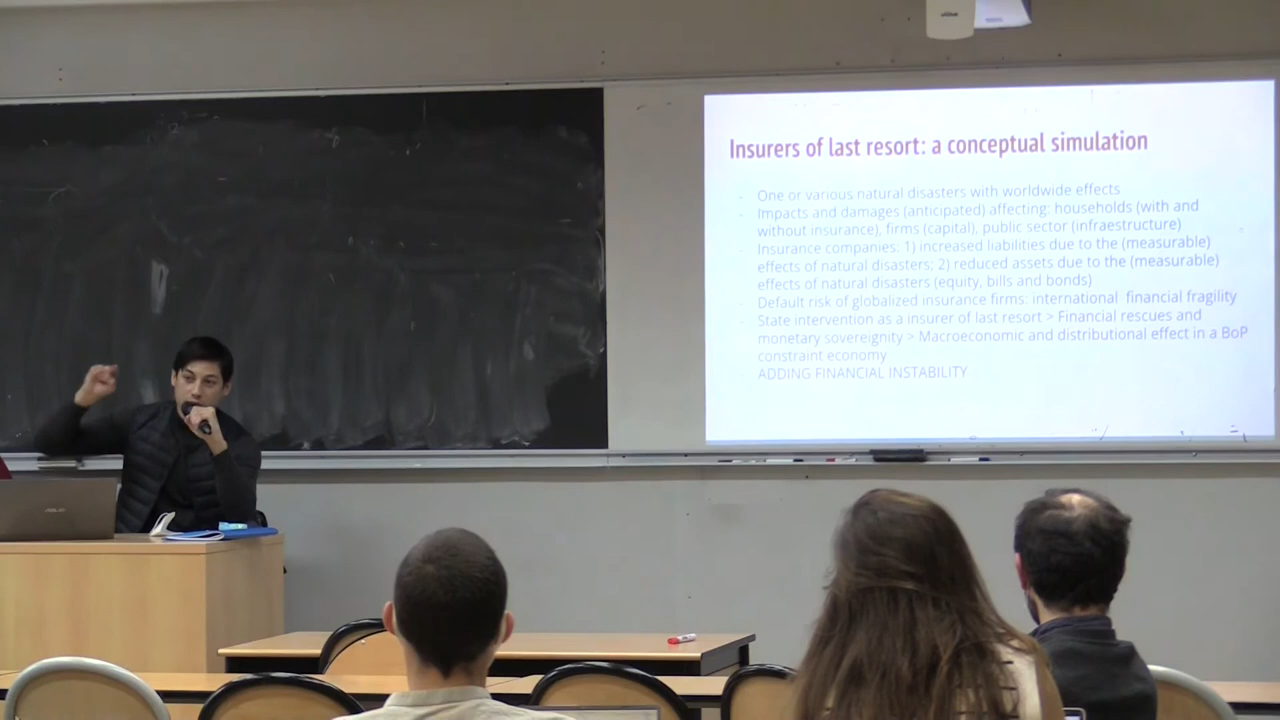 Insurers of last resort: a conceptual simulation
- One or various natural disasters with worldwide effects
- Impacts and damages (anticipated) affecting: households (with and
without insurance), firms (capital), public sector (infraestructure)
- Insurance companies: 1) increased liabilities due to the (measurable)
effects of natural disasters; 2) reduced assets due to the (measurable)
effects of natural disasters (equity, bills and bonds)
- Default risk of globalized insurance firms: international financial fragility
- State intervention as a insurer of last resort > Financial rescues and
monetary sovereignity > Macroeconomic and distributional effect in a BoP
constraint economy
ADDING FINANCIAL INSTABILITY
ASUS